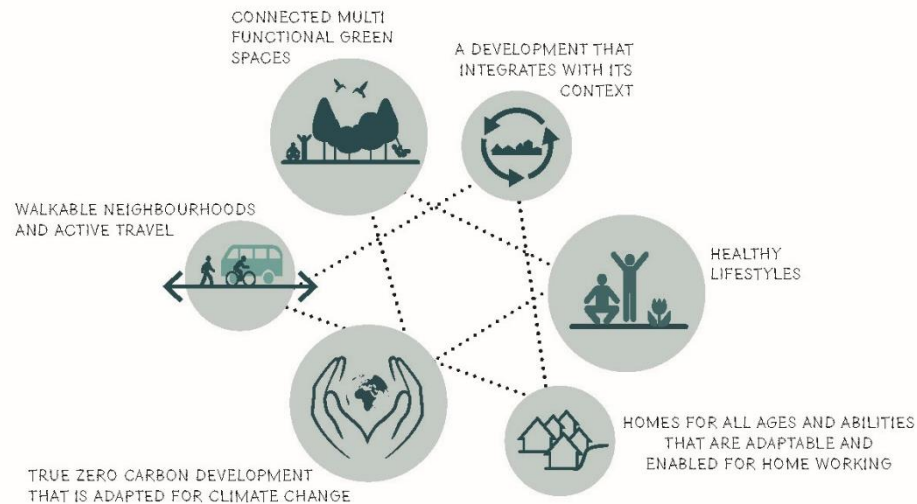 CONNECTED MULTI
FUNCTIONAL GREEN
SPACES
A DEVELOPMENT THAT
INTEGRATES WITH ITS
CONTEXT
WALKABLE NEIGHBOURHOODS
AND ACTIVE TRAVEL
HEALTHY
LIFESTYLES
HOMES FOR ALL AGES AND ABILITIES
THAT ARE ADAPTABLE AND
ENABLED FOR HOME WORKING
TRUE ZERO CARBON DEVELOPMENT
THAT IS ADAPTED FOR CLIMATE CHANGE